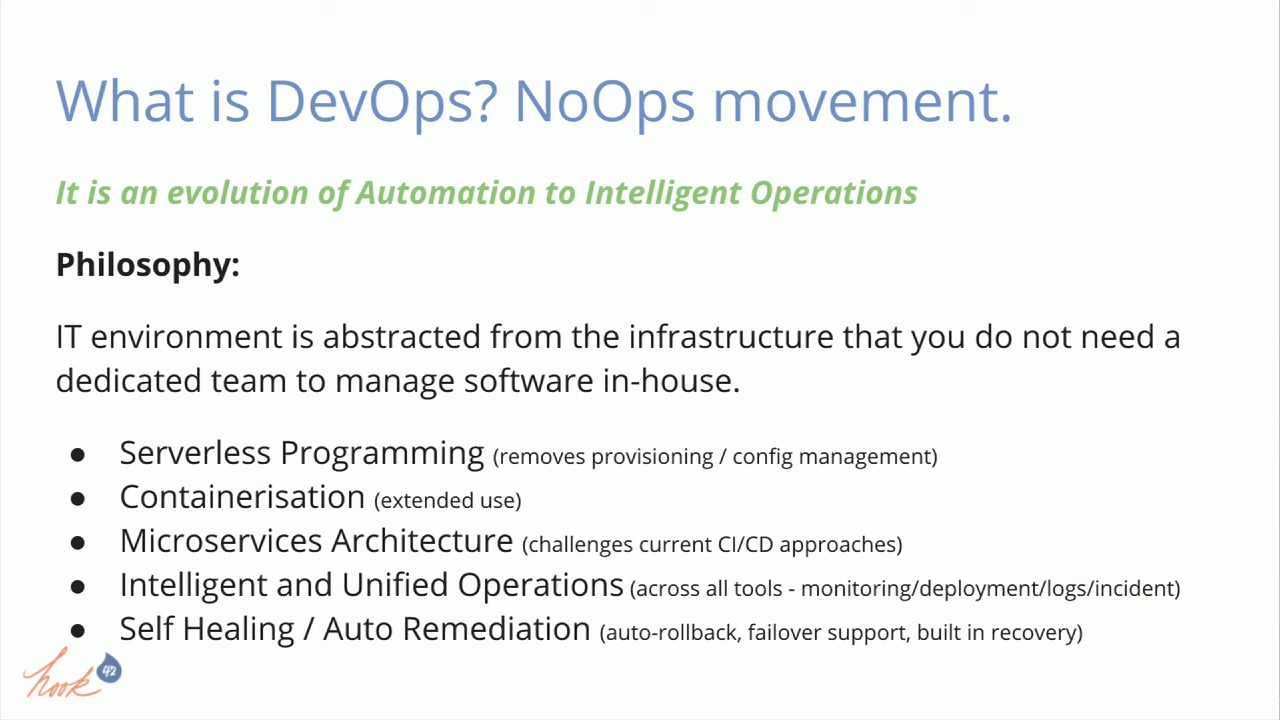 What is DevOps? NoOps movement.
It is an evolution of Automation to Intelligent Operations
Philosophy:
IT environment is abstracted from the infrastructure that you do not need a
dedicated team to manage software in-house.
● Serverless Programming (removes provisioning / config management)
● Containerisation (extended use)
● Microservices Architecture (challenges current CI/CD approaches)
● Intelligent and Unified Operations (across all tools - monitoring/deployment/logs/incident)
● Self Healing / Auto Remediation (auto-rollback, failover support, built in recovery)
hook 42